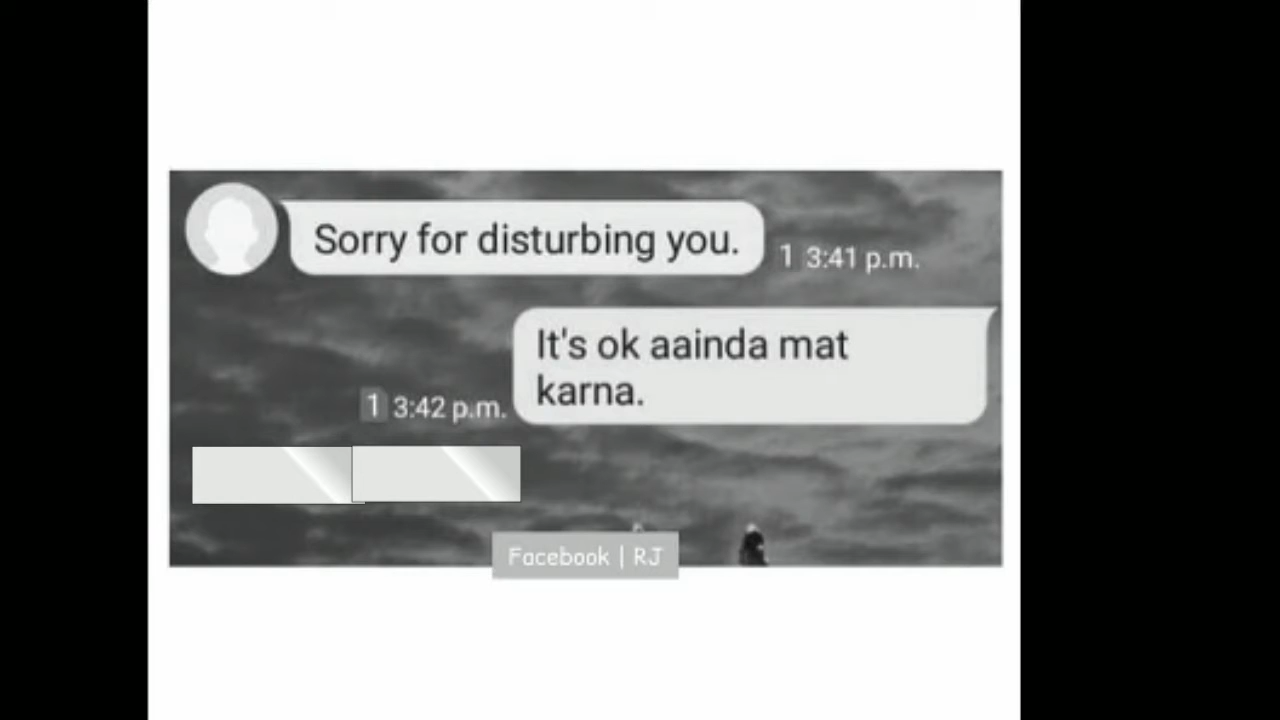 Sorry for disturbing you.
1 3:41 p.m.
It's ok aainda mat
karna.
1 3:42 p.m.
Facebook | RJ